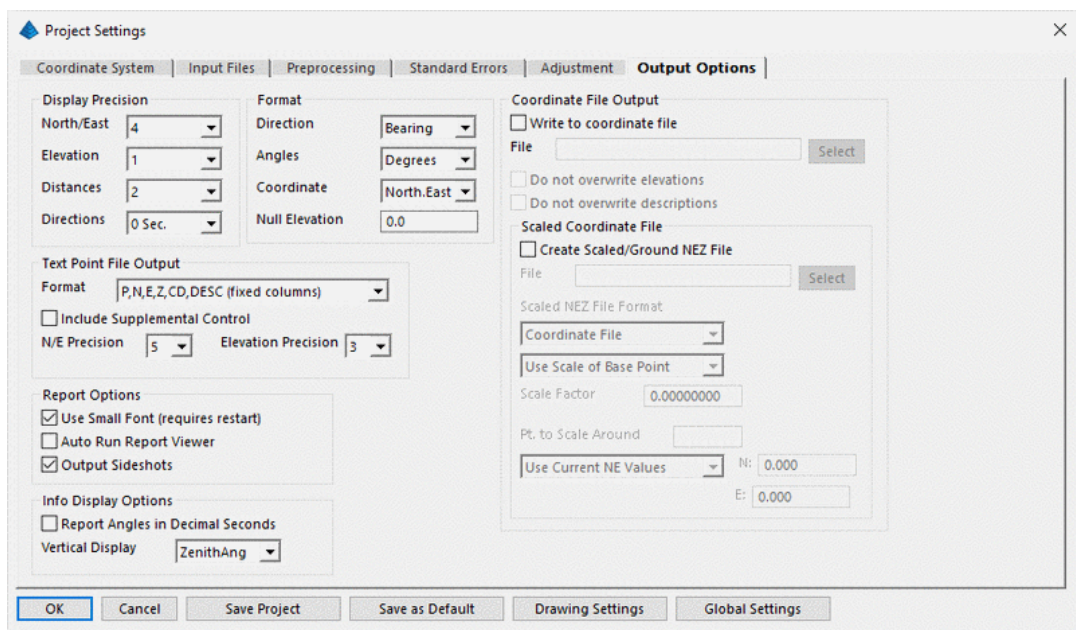 Project Settings
Coordinate System Input Files Preprocessing Standard Errors Adjustment Output Options
Display Precision
North/East 4
Elevation 1
Distances 2
Directions 0 Sec.
Format
Direction Bearing
Angles Degrees
Coordinate North.East
Null Elevation 0.0
Text Point File Output
Format P,N,E,Z,CD,DESC (fixed columns)
Include Supplemental Control
N/E Precision 5 Elevation Precision 3
Report Options
Use Small Font (requires restart)
Auto Run Report Viewer
Output Sideshots
Info Display Options
Report Angles in Decimal Seconds
Vertical Display ZenithAng
Coordinate File Output
Write to coordinate file
File Select
Do not overwrite elevations
Do not overwrite descriptions
Scaled Coordinate File
Create Scaled/Ground NEZ File
File Select
Scaled NEZ File Format
Coordinate File
Use Scale of Base Point
Scale Factor 0.00000000
Pt. to Scale Around
Use Current NE Values N: 0.000
E: 0.000
OK Cancel Save Project Save as Default Drawing Settings Global Settings